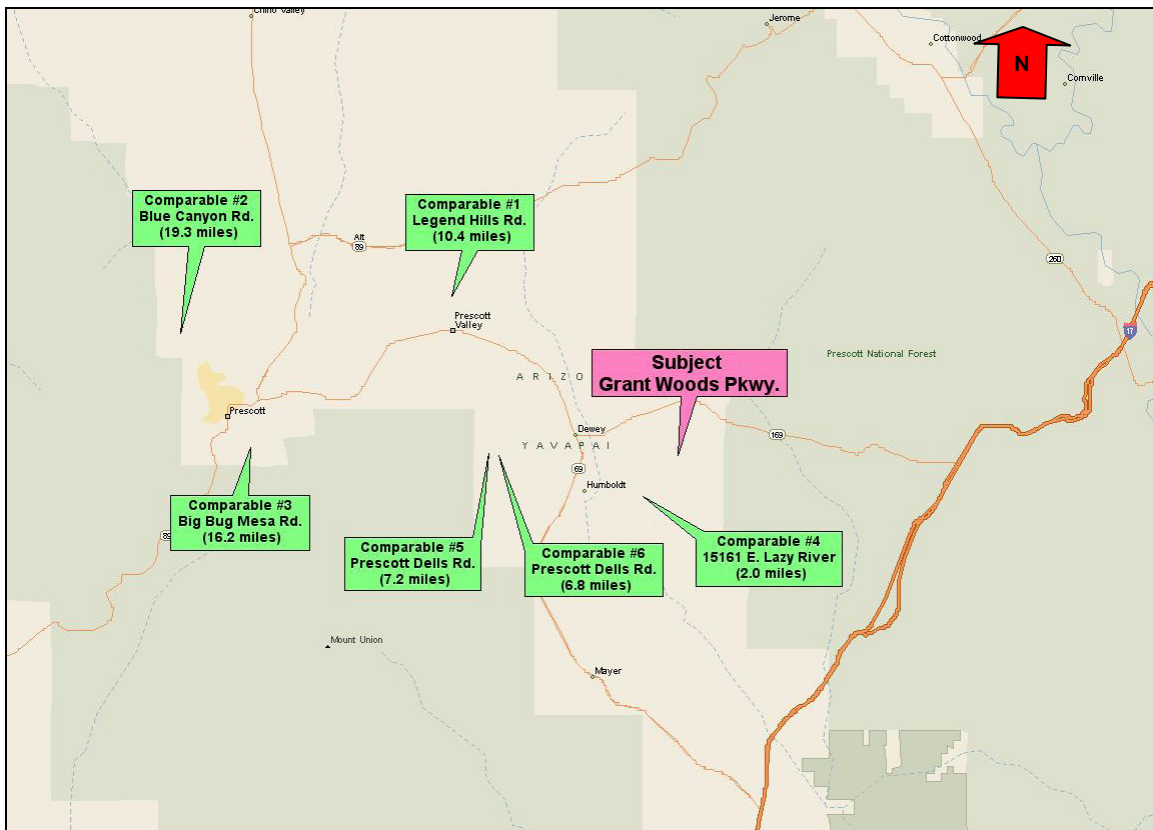 Chino Valley
Jerome
Cottonwood
N
Cornville
Comparable #2
Blue Canyon Rd.
(19.3 miles)
Comparable #1
Legend Hills Rd.
(10.4 miles)
Alt
89
260
17
Prescott
Valley
Prescott National Forest
Subject
Grant Woods Pkwy.
A R I Z O
Prescott
Dewey
169
Y A V A P A I
69
Humboldt
Comparable #3
Big Bug Mesa Rd.
(16.2 miles)
89
Comparable #5
Prescott Dells Rd.
(7.2 miles)
Comparable #6
Prescott Dells Rd.
(6.8 miles)
Comparable #4
15161 E. Lazy River
(2.0 miles)
Mount Union
Mayer